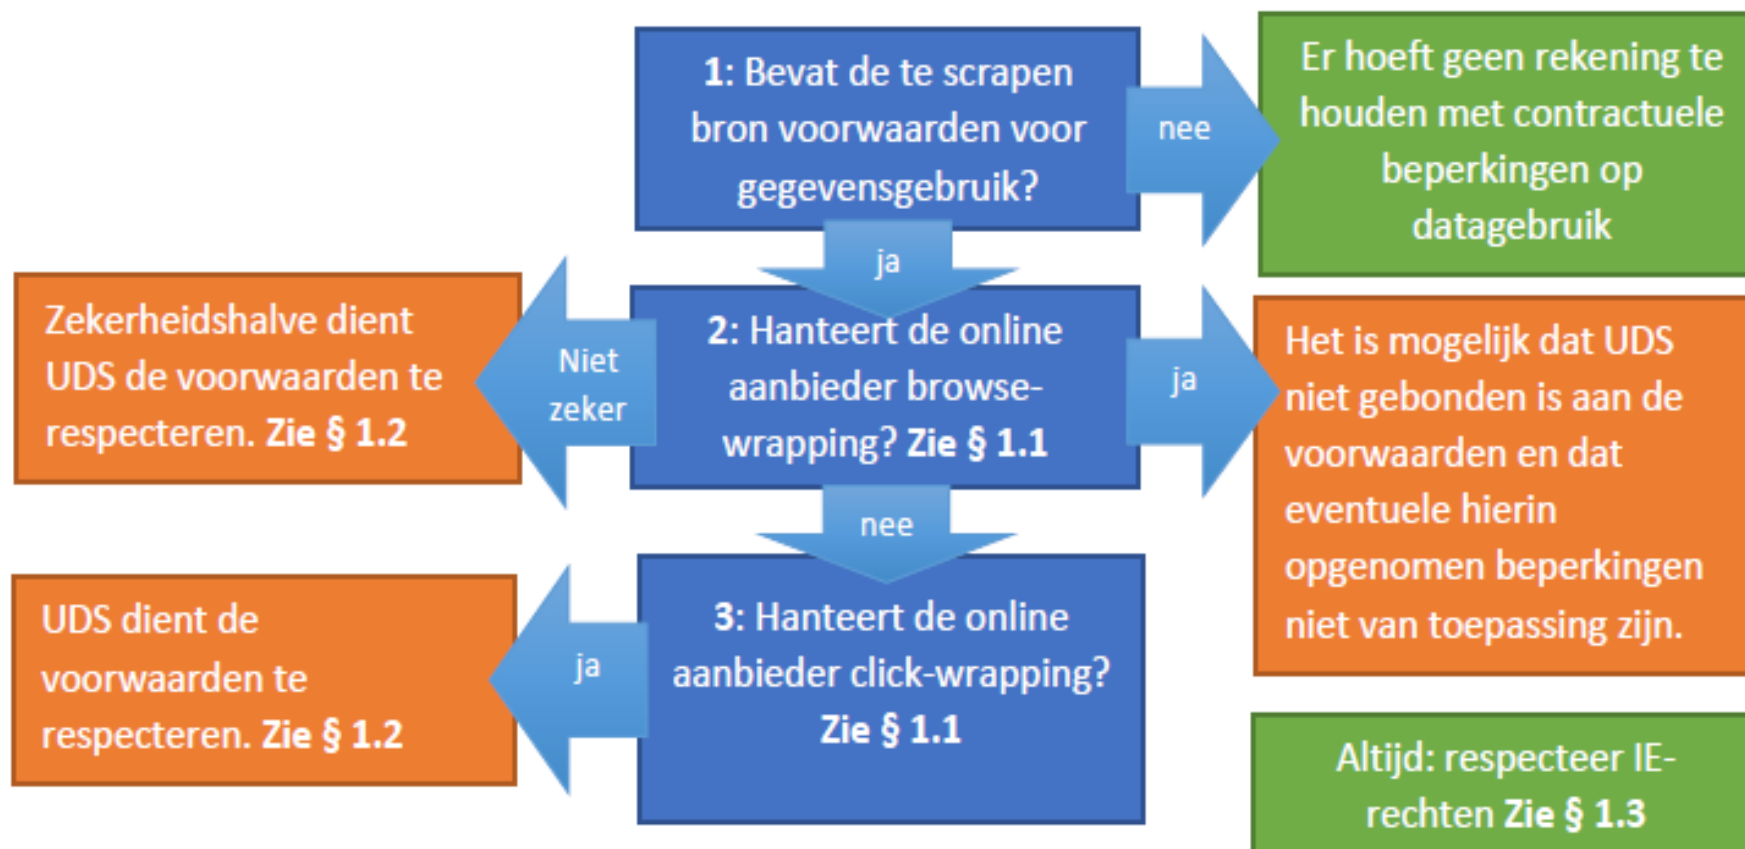 1: Bevat de te scrapen
bron voorwaarden voor
gegevensgebruik?
nee
Er hoeft geen rekening te
houden met contractuele
beperkingen op
datagebruik
ja
2: Hanteert de online
aanbieder browse-
wrapping? Zie § 1.1
Niet
zeker
Zekerheidshalve dient
UDS de voorwaarden te
respecteren. Zie § 1.2
ja
Het is mogelijk dat UDS
niet gebonden is aan de
voorwaarden en dat
eventuele hierin
opgenomen beperkingen
niet van toepassing zijn.
nee
3: Hanteert de online
aanbieder click-wrapping?
Zie § 1.1
ja
UDS dient de
voorwaarden te
respecteren. Zie § 1.2
Altijd: respecteer IE-
rechten Zie § 1.3